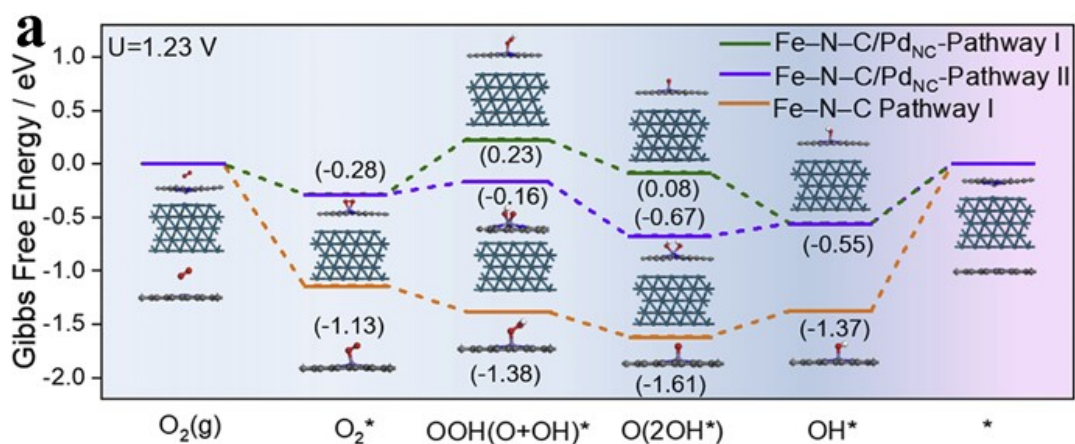 a
U=1.23 V
Fe–N–C/Pd_NC-Pathway I
Fe–N–C/Pd_NC-Pathway II
Fe–N–C Pathway I
Gibbs Free Energy / eV
1.0
0.5
0.0
-0.5
-1.0
-1.5
-2.0
(-0.28)
(0.23)
(0.08)
(-0.16)
(-0.67)
(-0.55)
(-1.13)
(-1.38)
(-1.61)
(-1.37)
O₂(g)
O₂*
OOH(O+OH)*
O(2OH*)
OH*
*